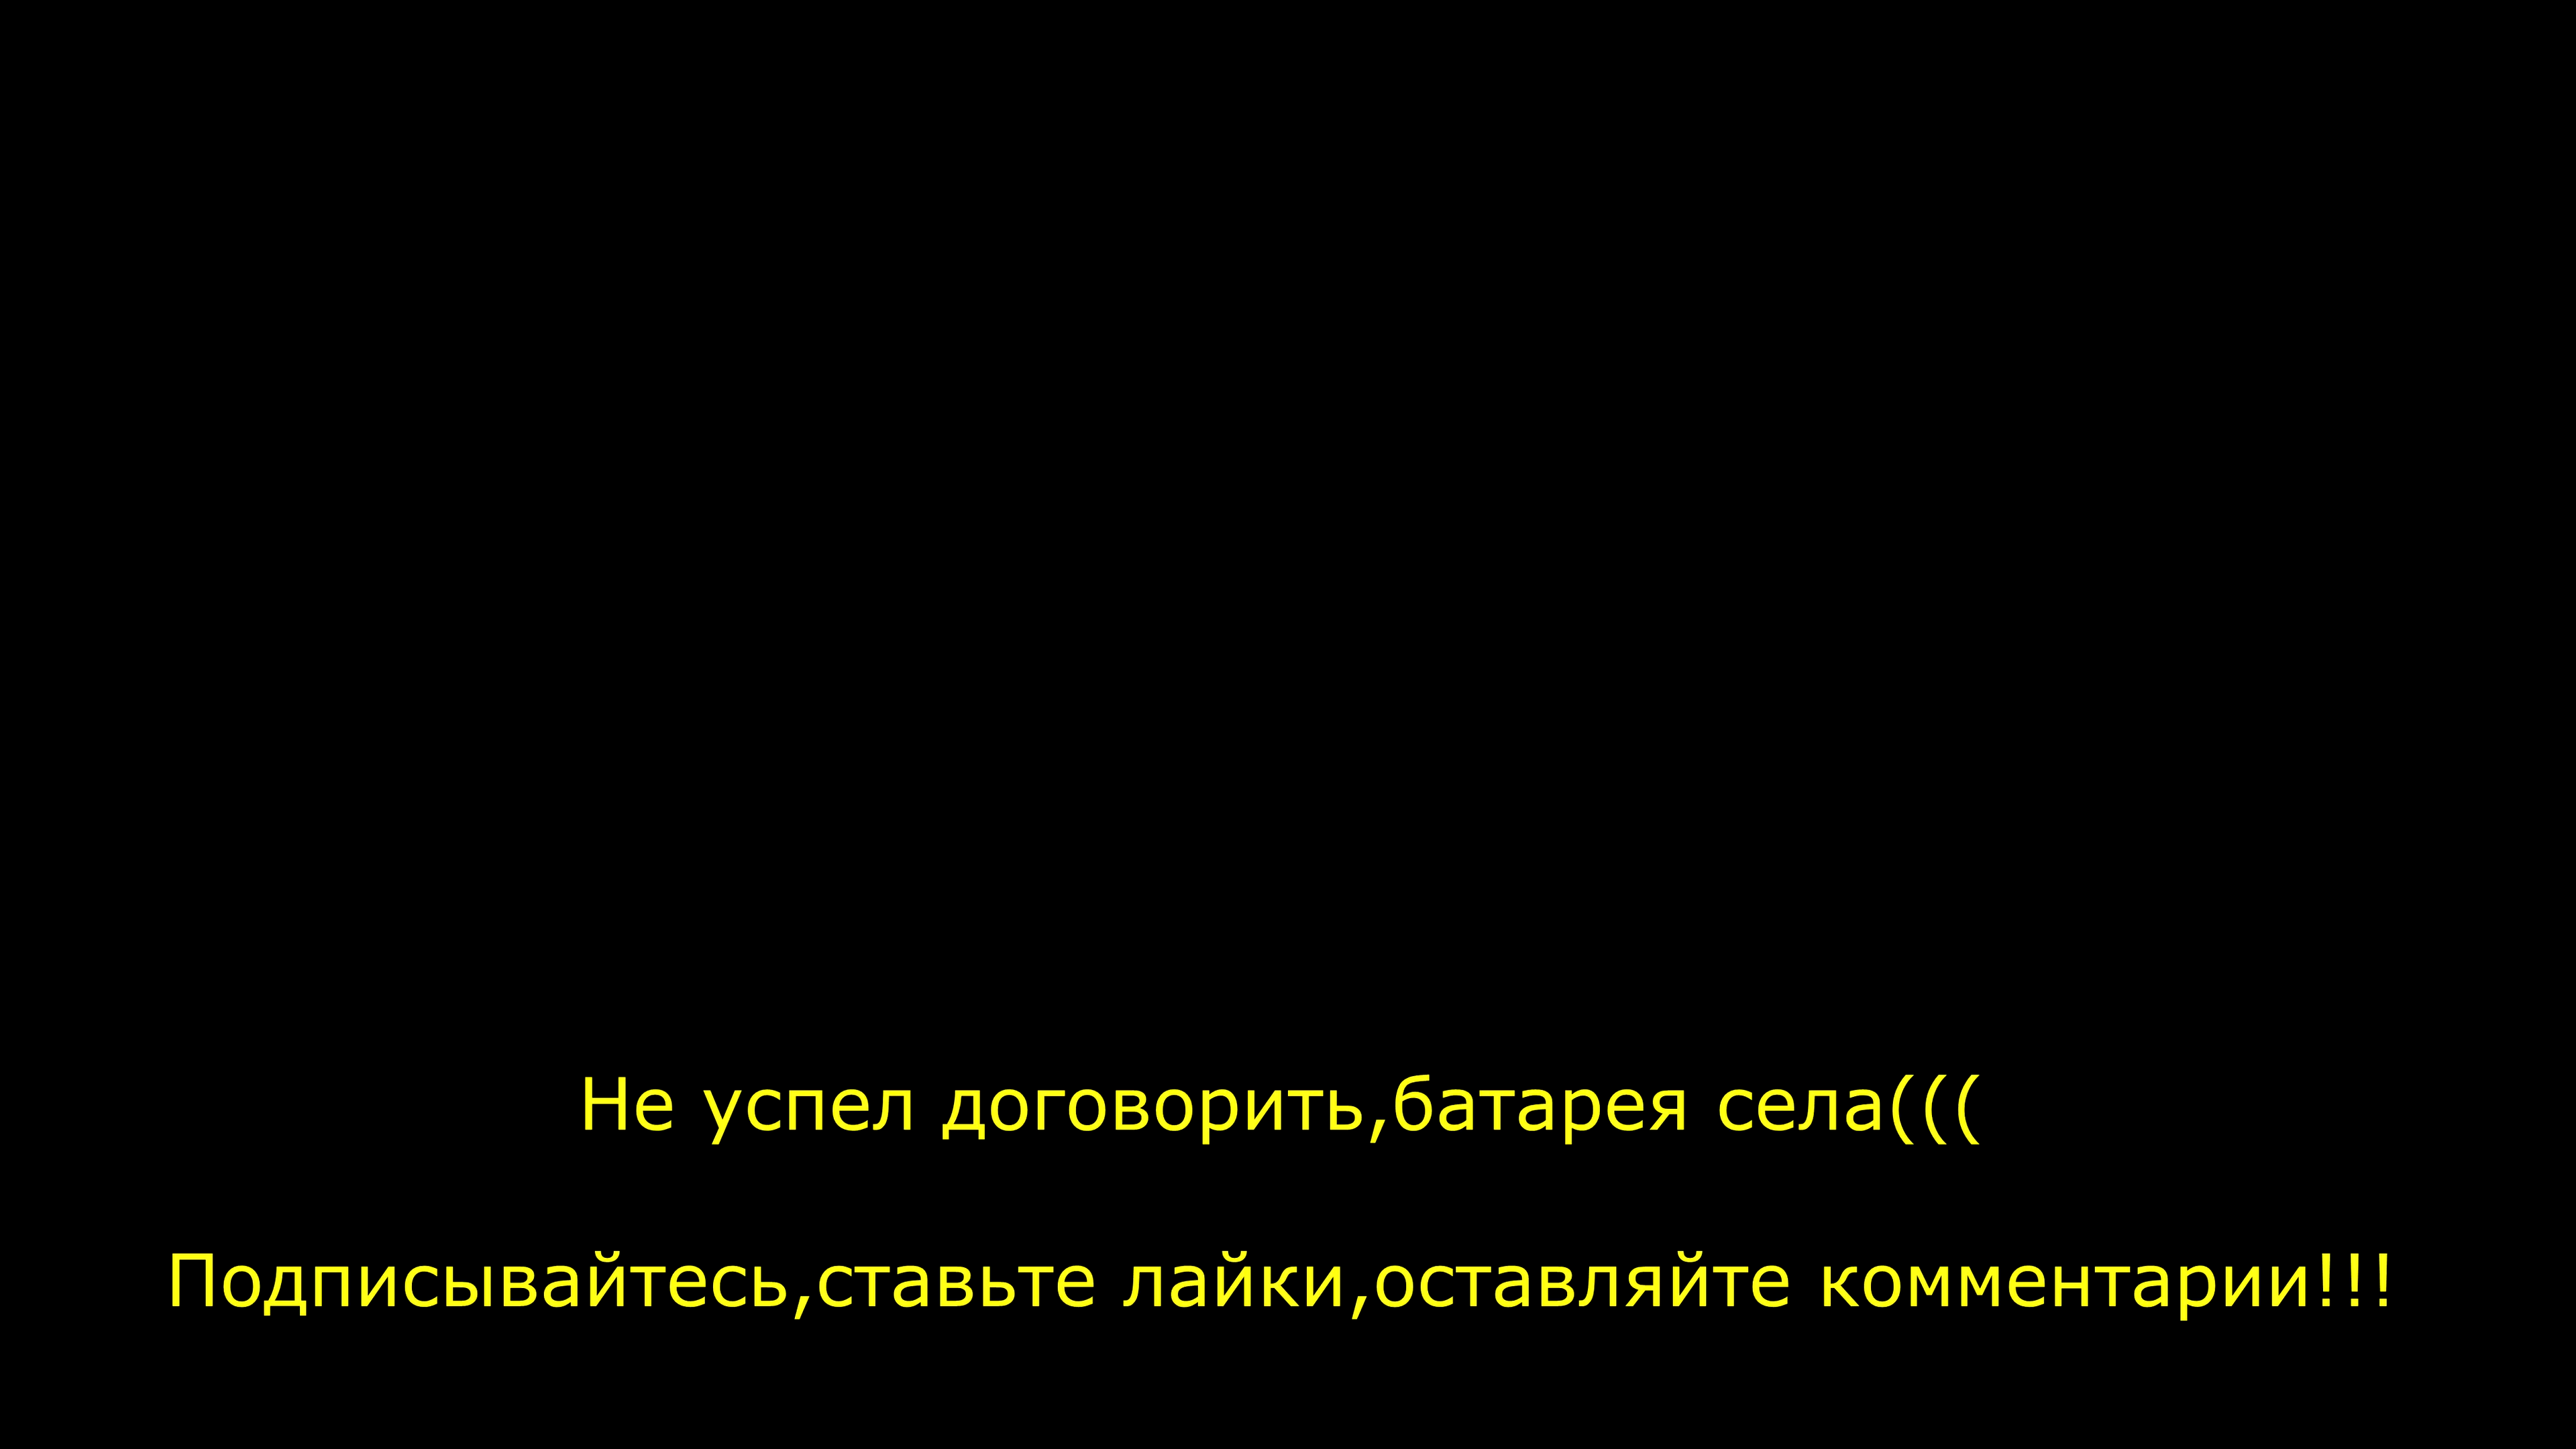 Не успел договорить,батарея села(((
Подписывайтесь,ставьте лайки,оставляйте комментарии!!!